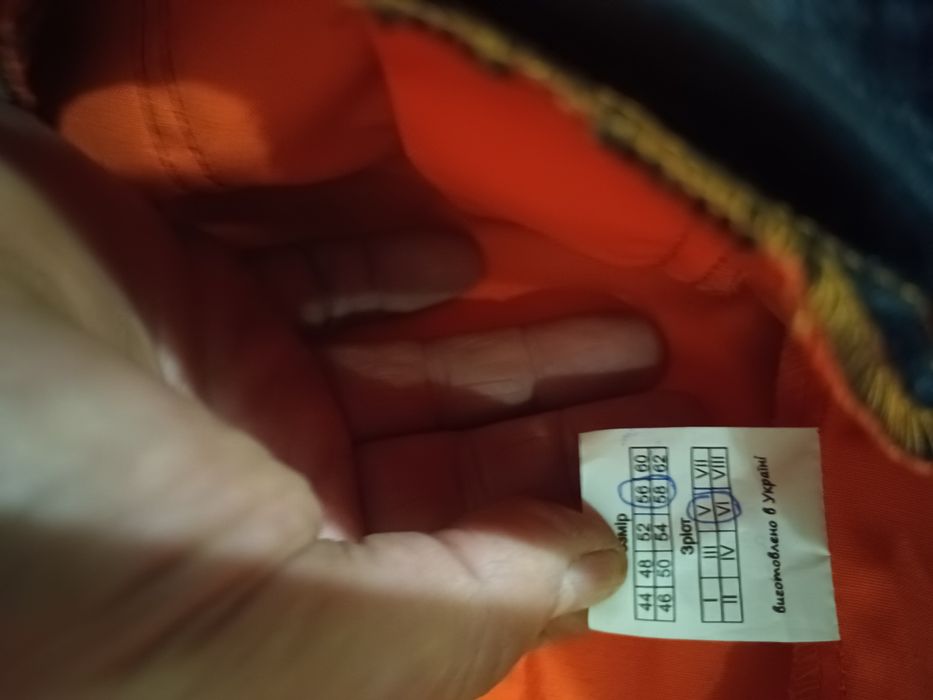 44 48 52 56 60
46 50 54 58 62
Зріст
I III V VII
II IV VI VIII
виготовлено в Україні